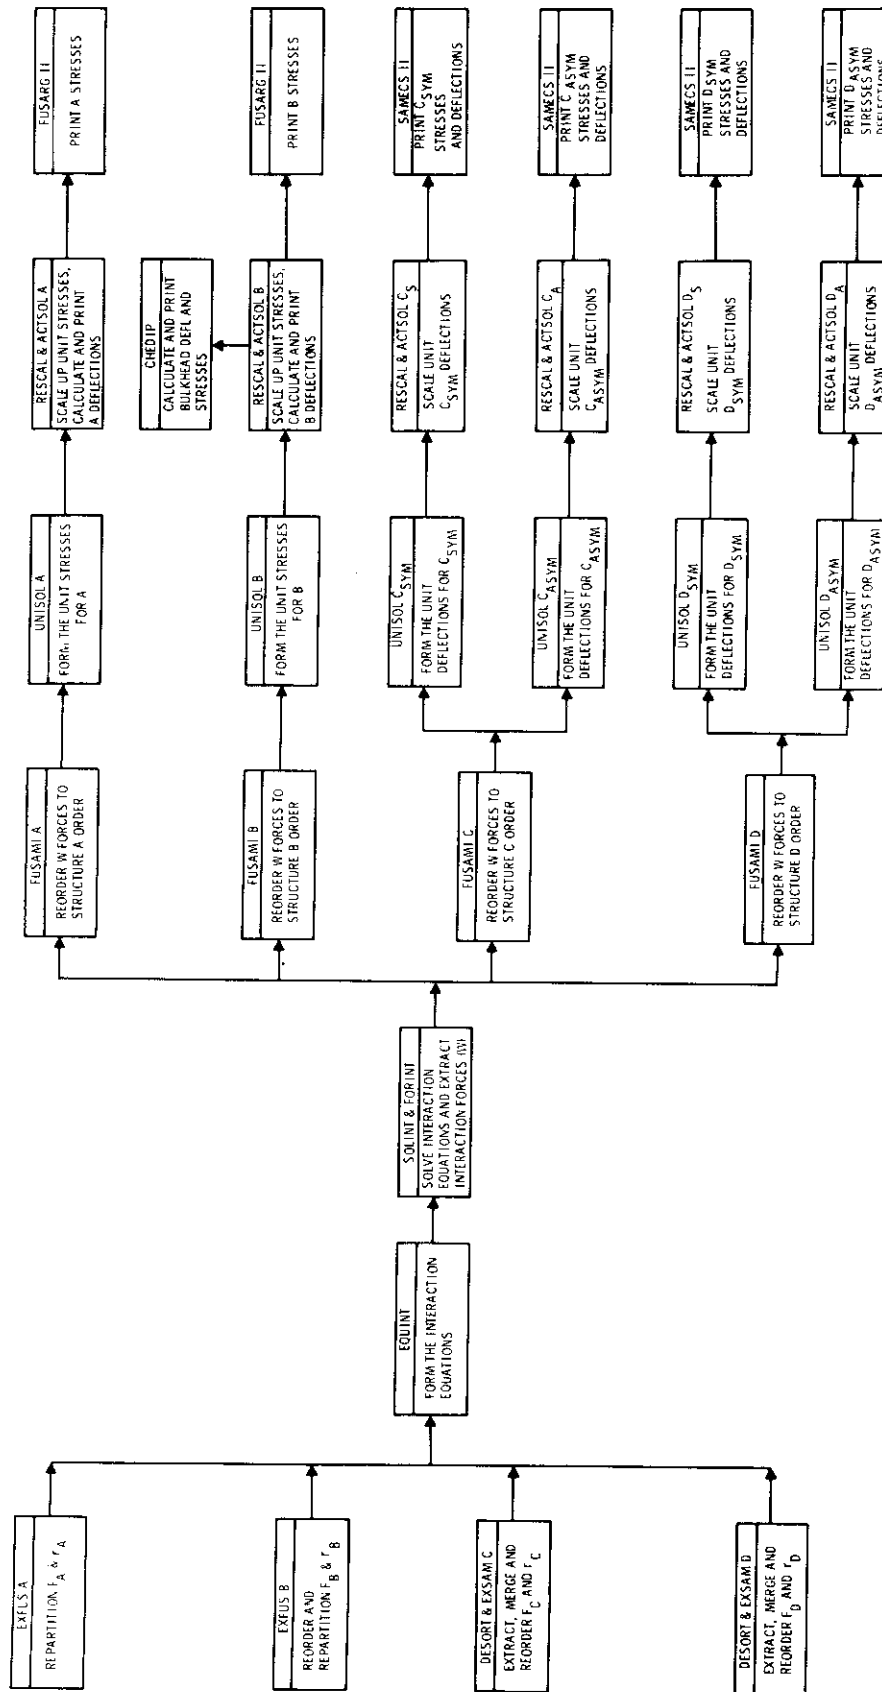 EXFUS A
REPARTITION F_A & r_A
EXFUS B
REORDER AND
REPARTITION F_B & r_B
DESORT & EXSAM C
EXTRACT, MERGE AND
REORDER F_C AND r_C
DESORT & EXSAM D
EXTRACT, MERGE AND
REORDER F_D AND r_D
EQUINT
FORM THE INTERACTION
EQUATIONS
SOLINT & FORINT
SOLVE INTERACTION
EQUATIONS AND EXTRACT
INTERACTION FORCES (W)
FUSAMI A
REORDER W FORCES TO
STRUCTURE A ORDER
FUSAMI B
REORDER W FORCES TO
STRUCTURE B ORDER
FUSAMI C
REORDER W FORCES TO
STRUCTURE C ORDER
FUSAMI D
REORDER W FORCES TO
STRUCTURE D ORDER
UNISOL A
FORM THE UNIT STRESSES
FOR A
UNISOL B
FORM THE UNIT STRESSES
FOR B
UNISOL C_SYM
FORM THE UNIT
DEFLECTIONS FOR C_SYM
UNISOL C_ASYM
FORM THE UNIT
DEFLECTIONS FOR C_ASYM
UNISOL D_SYM
FORM THE UNIT
DEFLECTIONS FOR D_SYM
UNISOL D_ASYM
FORM THE UNIT
DEFLECTIONS FOR D_ASYM
RESCAL & ACTSOL A
SCALE UP UNIT STRESSES,
CALCULATE AND PRINT
A DEFLECTIONS
CHEDIP
CALCULATE AND PRINT
BULKHEAD DEFL AND
STRESSES
RESCAL & ACTSOL B
SCALE UP UNIT STRESSES,
CALCULATE AND PRINT
B DEFLECTIONS
RESCAL & ACTSOL C_S
SCALE UNIT
C_SYM DEFLECTIONS
RESCAL & ACTSOL C_A
SCALE UNIT
C_ASYM DEFLECTIONS
RESCAL & ACTSOL D_S
SCALE UNIT
D_SYM DEFLECTIONS
RESCAL & ACTSOL D_A
SCALE UNIT
D_ASYM DEFLECTIONS
FUSARG II
PRINT A STRESSES
FUSARG II
PRINT B STRESSES
SAMECS II
PRINT C_SYM
STRESSES
AND DEFLECTIONS
SAMECS II
PRINT C_ASYM
STRESSES AND
DEFLECTIONS
SAMECS II
PRINT D_SYM
STRESSES AND
DEFLECTIONS
SAMECS II
PRINT D_ASYM
STRESSES AND
DEFLECTIONS